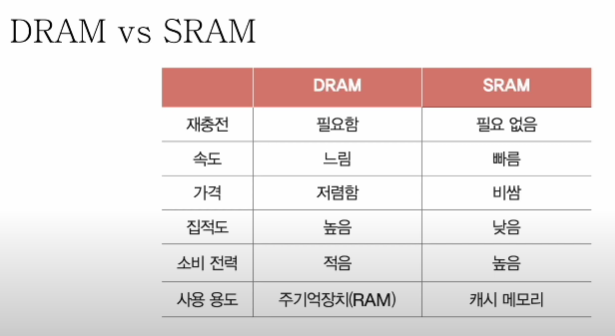 DRAM vs SRAM
DRAM SRAM
재충전 필요함 필요 없음
속도 느림 빠름
가격 저렴함 비쌈
집적도 높음 낮음
소비 전력 적음 높음
사용 용도 주기억장치(RAM) 캐시 메모리